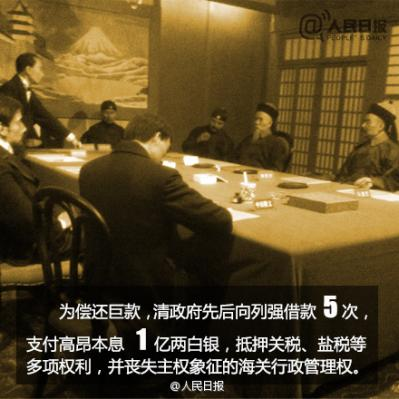 @人民日报
PEOPLE'S DAILY
为偿还巨款，清政府先后向列强借款 5 次，
支付高昂本息 1 亿两白银，抵押关税、盐税等
多项权利，并丧失主权象征的海关行政管理权。
@人民日报